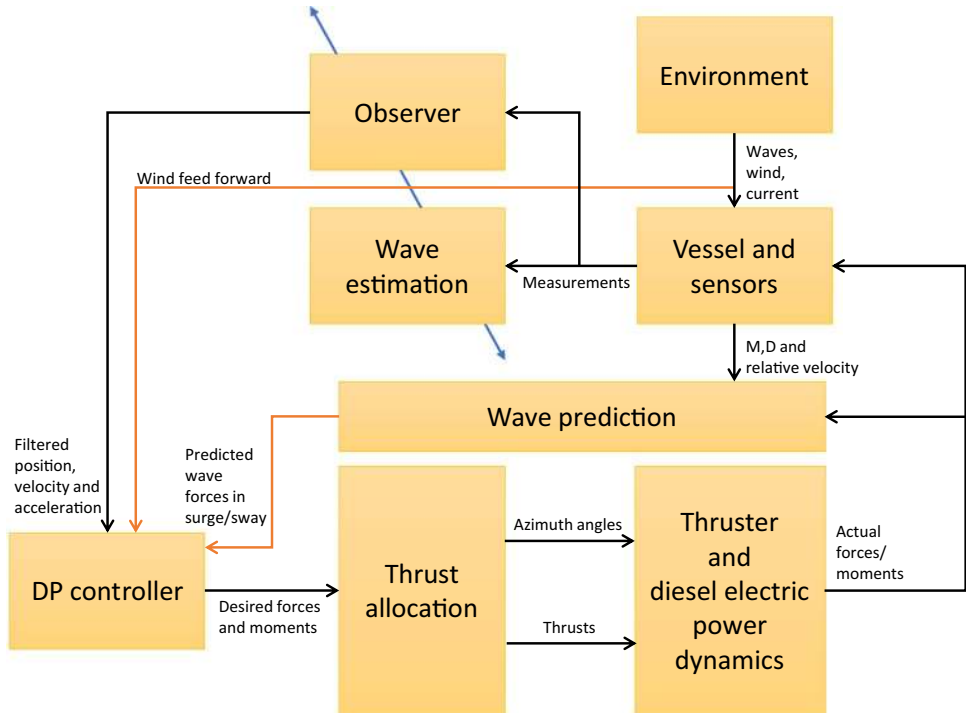 Environment
Observer
Waves,
wind,
current
Wind feed forward
Wave
estimation
Measurements
Vessel and
sensors
M,D and
relative velocity
Wave prediction
Filtered
position,
velocity and
acceleration
Predicted
wave
forces in
surge/sway
DP controller
Desired forces
and moments
Thrust
allocation
Azimuth angles
Thrusts
Thruster
and
diesel electric
power
dynamics
Actual
forces/
moments